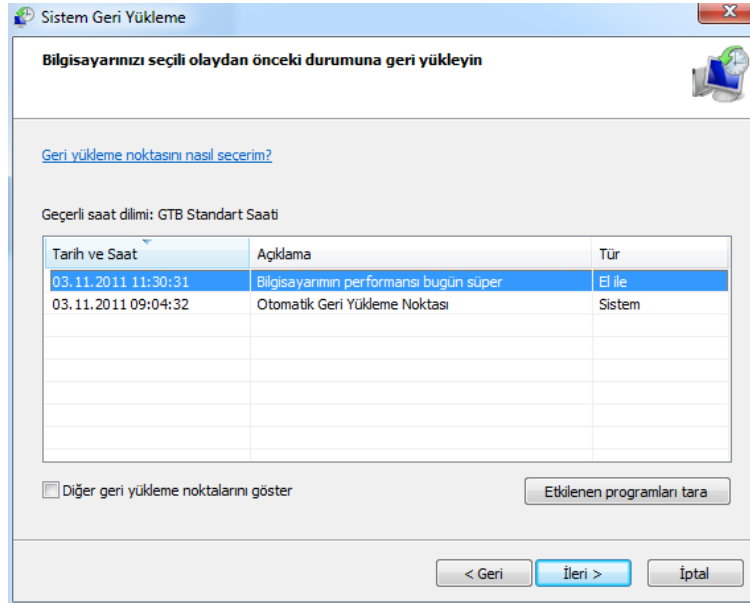 Sistem Geri Yükleme
Bilgisayarınızı seçili olaydan önceki durumuna geri yükleyin
Geri yükleme noktasını nasıl seçerim?
Geçerli saat dilimi: GTB Standart Saati
Tarih ve Saat Açıklama Tür
03.11.2011 11:30:31 Bilgisayarımın performansı bugün süper El ile
03.11.2011 09:04:32 Otomatik Geri Yükleme Noktası Sistem
Diğer geri yükleme noktalarını göster Etkilenen programları tara
< Geri İleri > İptal